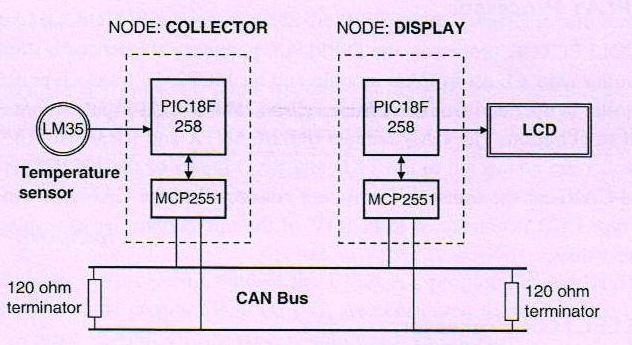 NODE: COLLECTOR
NODE: DISPLAY
PIC18F
258
PIC18F
258
LM35
LCD
Temperature
sensor
MCP2551
MCP2551
120 ohm
terminator
CAN Bus
120 ohm
terminator